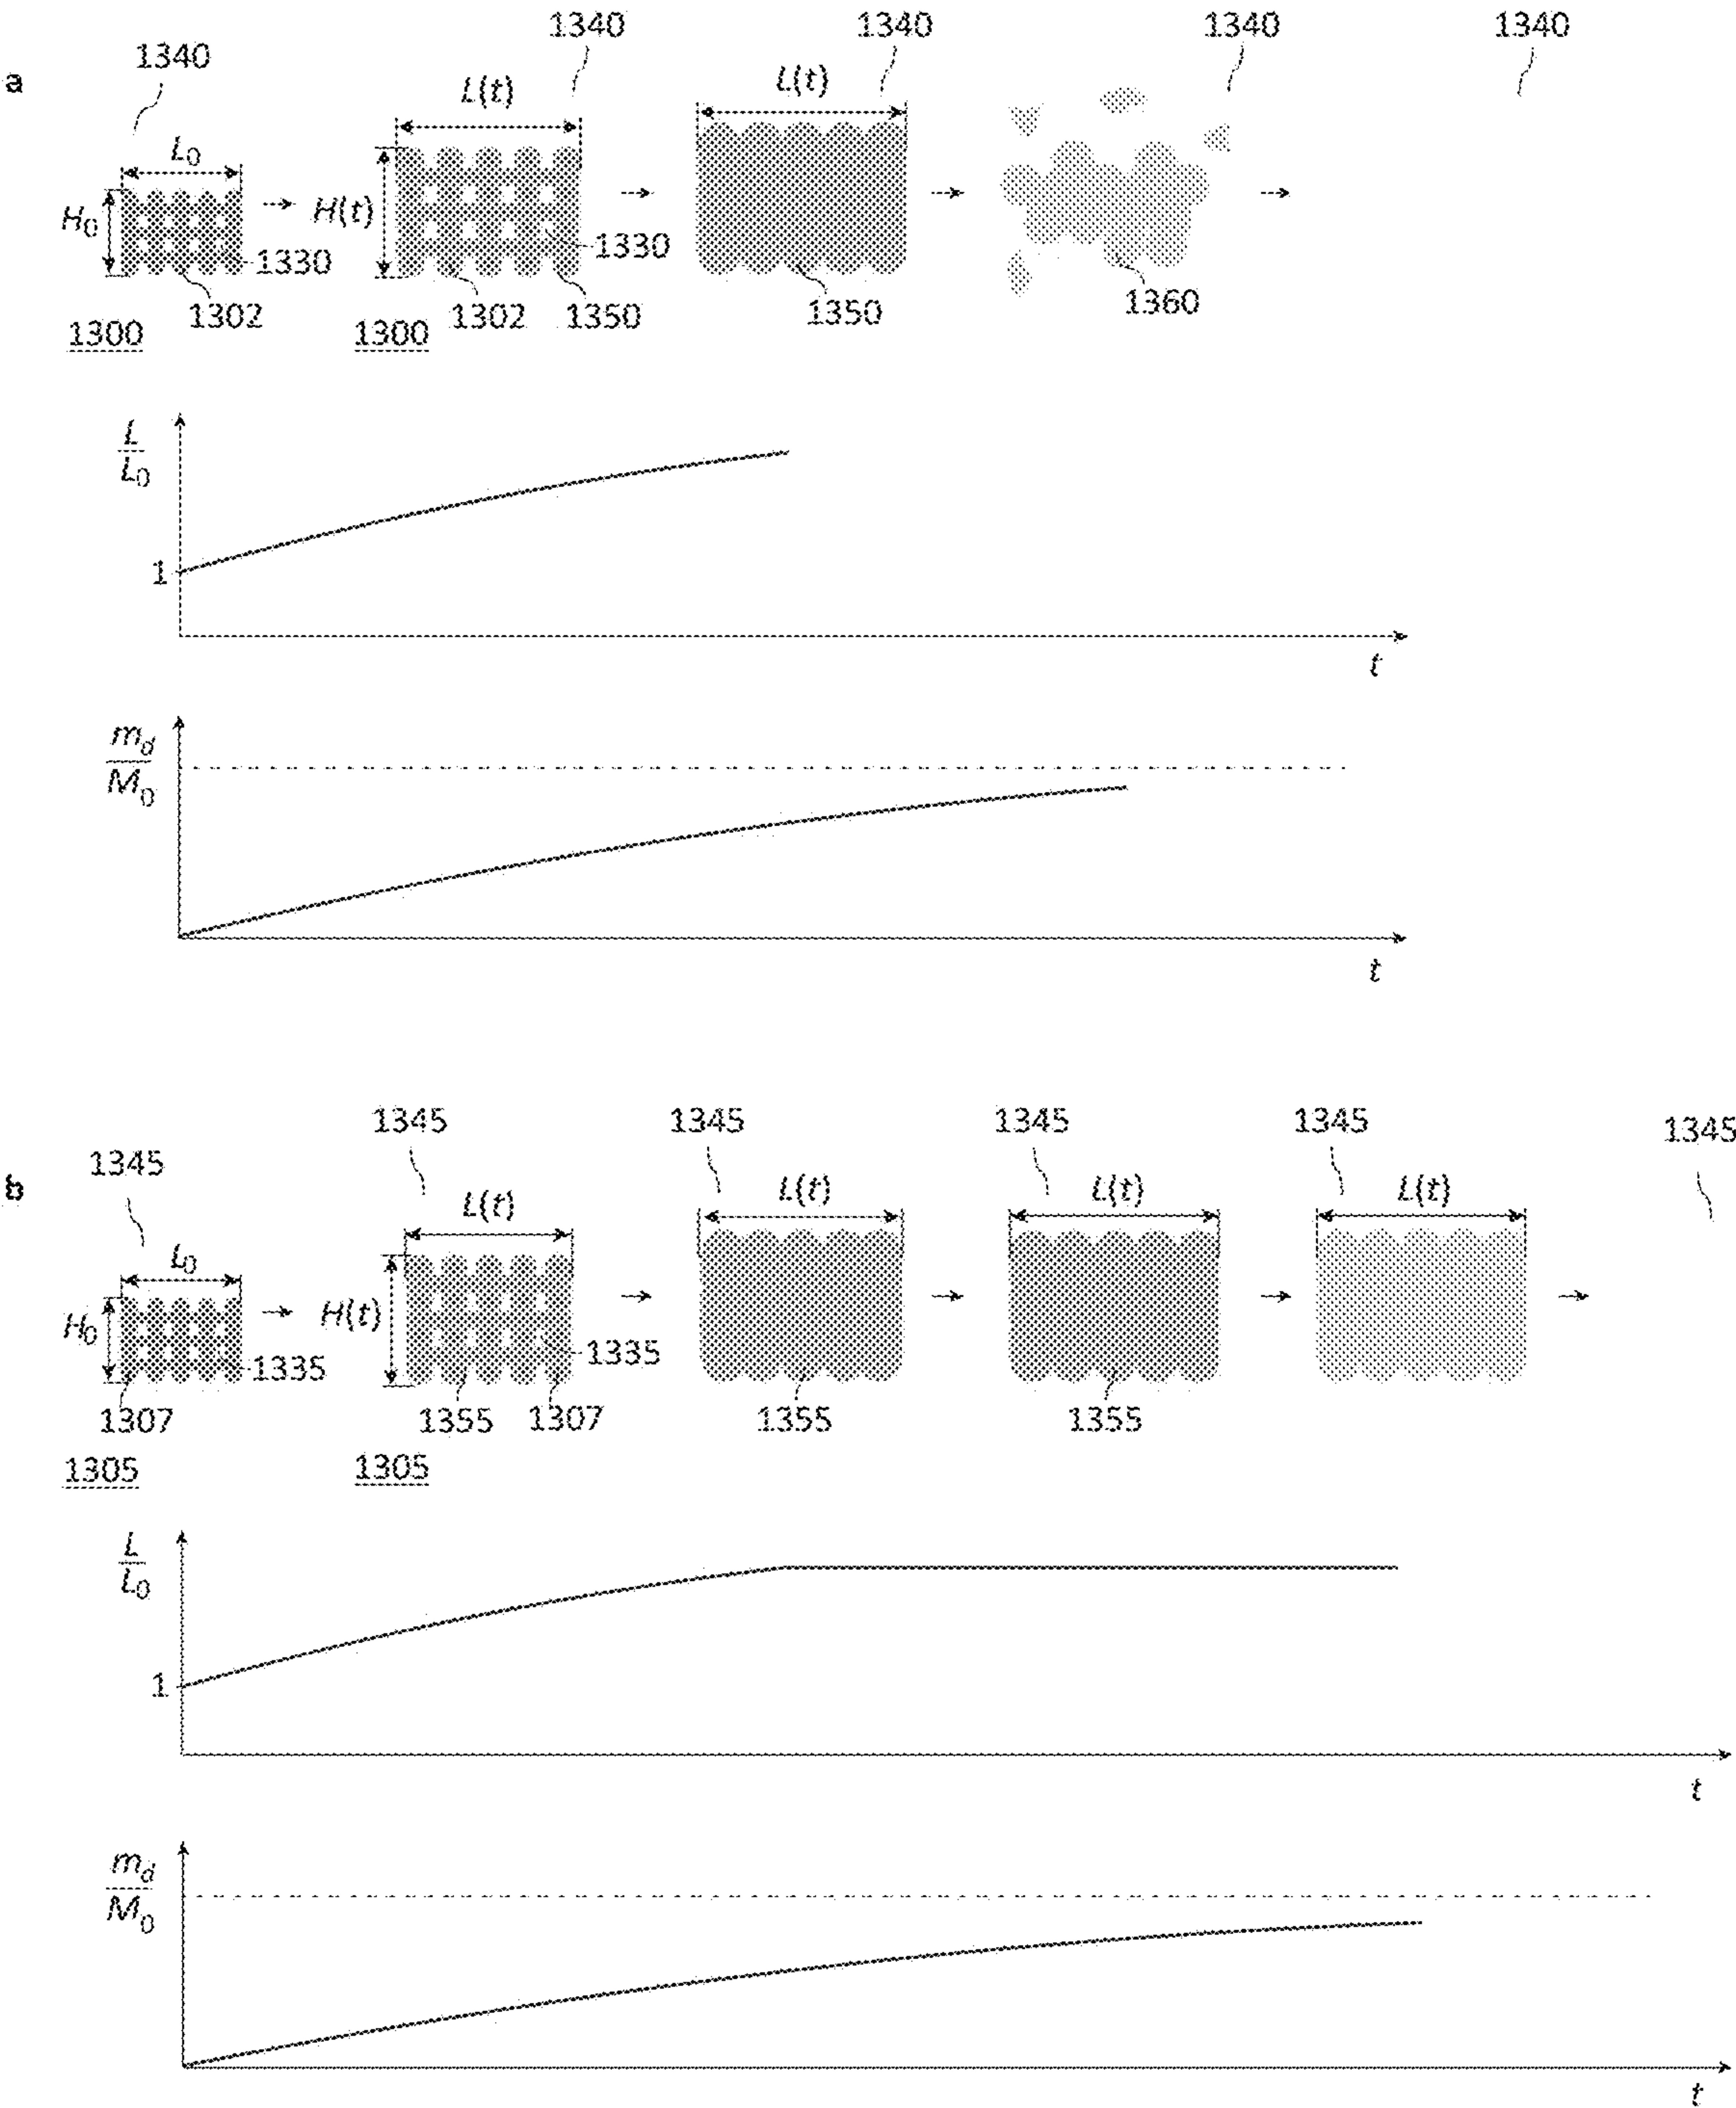 a
1340 1340 1340 1340 1340
L0 L(t) L(t)
H0 H(t)
1330 1330
1302 1302 1350 1350 1360
1300 1300
L
L0
1
t
md
M0
t
b
1345 1345 1345 1345 1345 1345
L0 L(t) L(t) L(t) L(t)
H0 H(t)
1335 1335
1307 1355 1307 1355 1355
1305 1305
L
L0
1
t
md
M0
t